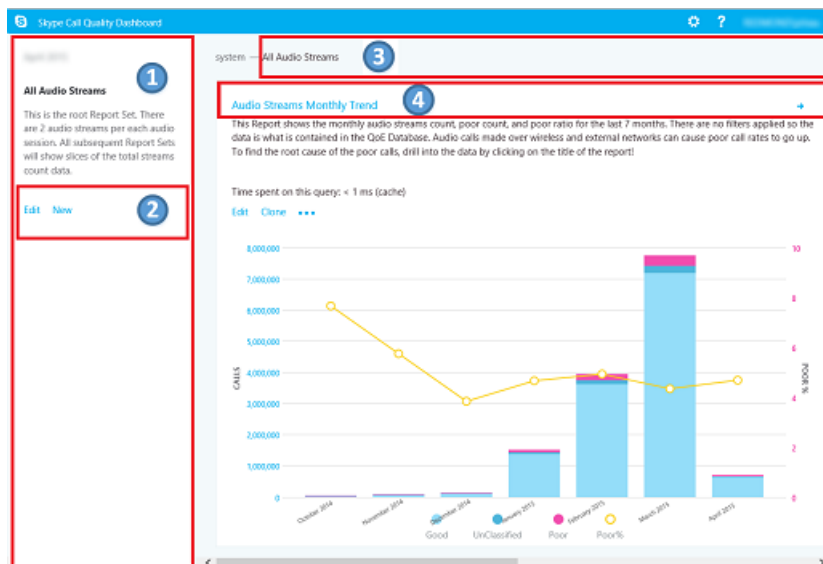 Skype Call Quality Dashboard
?
1
All Audio Streams
This is the root Report Set. There
are 2 audio streams per each audio
session. All subsequent Report Sets
will show slices of the total streams
count data.
Edit New
2
system — All Audio Streams
3
Audio Streams Monthly Trend
4
This Report shows the monthly audio streams count, poor count, and poor ratio for the last 7 months. There are no filters applied so the
data is what is contained in the QoE Database. Audio calls made over wireless and external networks can cause poor call rates to go up.
To find the root cause of the poor calls, drill into the data by clicking on the title of the report!
Time spent on this query: < 1 ms (cache)
Edit Clone •••
8,000,000
7,000,000
6,000,000
5,000,000
4,000,000
3,000,000
2,000,000
1,000,000
0
CALLS
10
8
6
4
2
0
POOR %
October 2014
November 2014
December 2014
January 2015
February 2015
March 2015
April 2015
Good UnClassified Poor Poor%